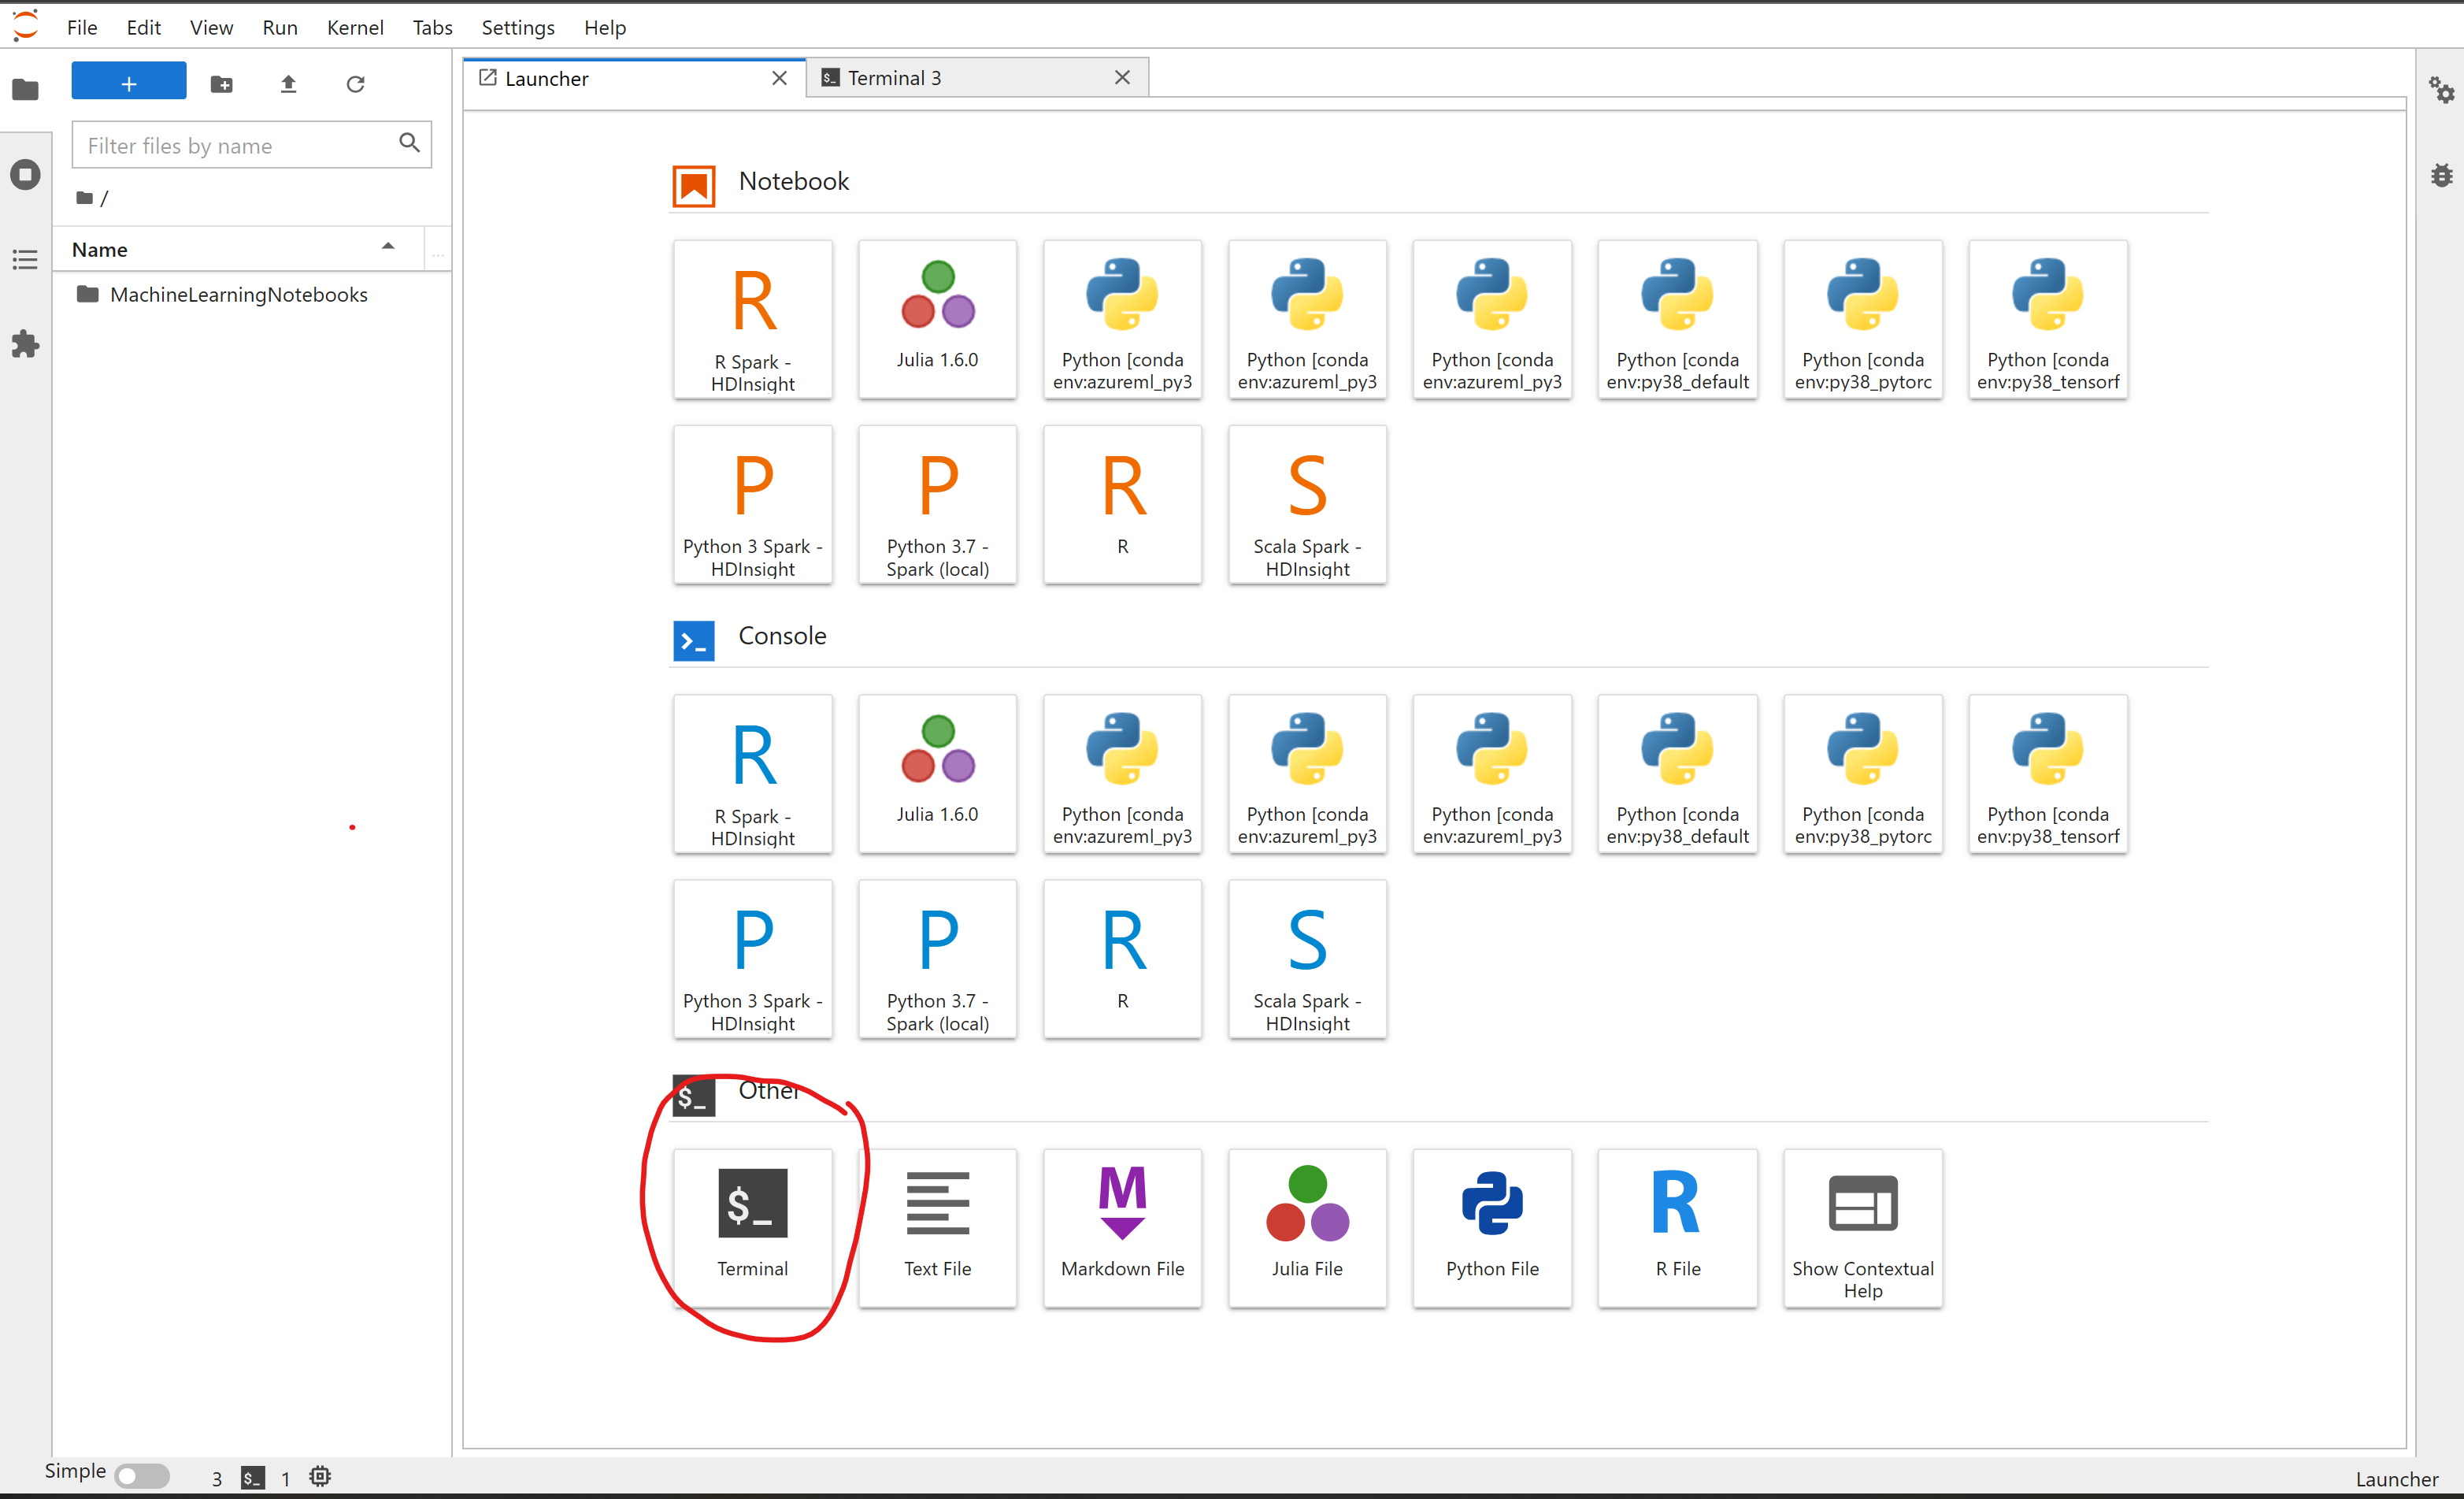 File Edit View Run Kernel Tabs Settings Help
+
Launcher
$_ Terminal 3
Filter files by name
/
Name
...
MachineLearningNotebooks
Notebook
R
R Spark -
HDInsight
Julia 1.6.0
Python [conda
env:azureml_py3
Python [conda
env:azureml_py3
Python [conda
env:azureml_py3
Python [conda
env:py38_default
Python [conda
env:py38_pytorc
Python [conda
env:py38_tensorf
P
Python 3 Spark -
HDInsight
P
Python 3.7 -
Spark (local)
R
R
S
Scala Spark -
HDInsight
>_ Console
R
R Spark -
HDInsight
Julia 1.6.0
Python [conda
env:azureml_py3
Python [conda
env:azureml_py3
Python [conda
env:azureml_py3
Python [conda
env:py38_default
Python [conda
env:py38_pytorc
Python [conda
env:py38_tensorf
P
Python 3 Spark -
HDInsight
P
Python 3.7 -
Spark (local)
R
R
S
Scala Spark -
HDInsight
$_ Other
$_
Terminal
Text File
M
Markdown File
Julia File
Python File
R
R File
Show Contextual
Help
Simple 3 $_ 1
Launcher